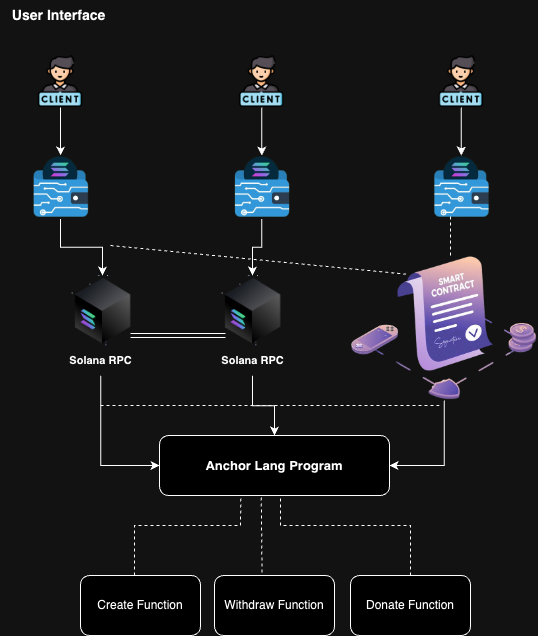 User Interface
CLIENT
CLIENT
CLIENT
SMART
CONTRACT
Signature
Solana RPC
Solana RPC
Anchor Lang Program
Create Function
Withdraw Function
Donate Function